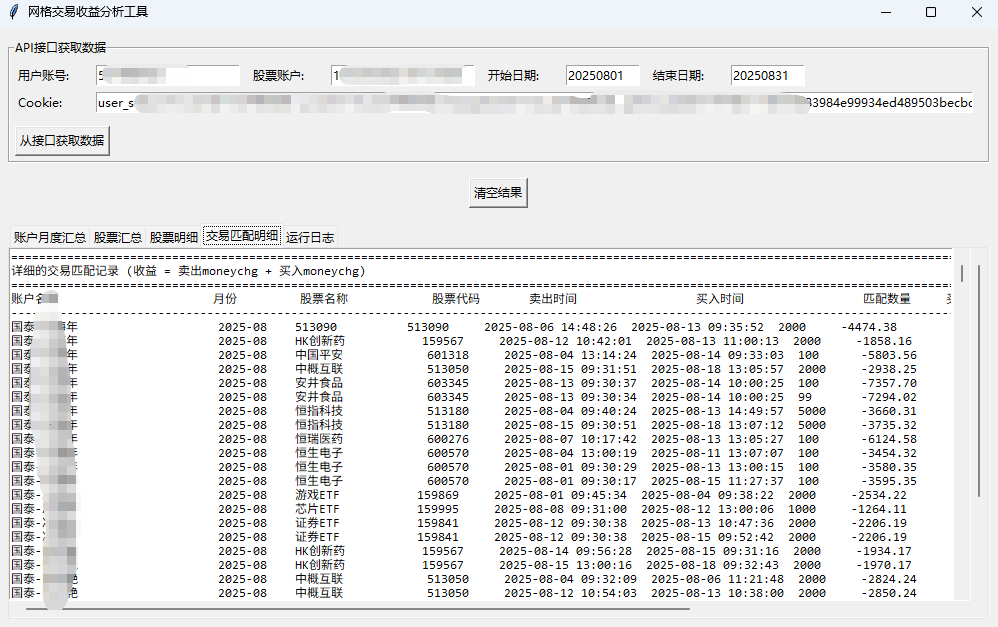 网格交易收益分析工具
API接口获取数据
用户账号: 股票账户: 开始日期: 20250801 结束日期: 20250831
Cookie: user_s 3984e99934ed489503becbc
从接口获取数据
清空结果
账户月度汇总 股票汇总 股票明细 交易匹配明细 运行日志
详细的交易匹配记录 (收益 = 卖出moneychg + 买入moneychg)
账户名 月份 股票名称 股票代码 卖出时间 买入时间 匹配数量
国泰 年 2025-08 513090 513090 2025-08-06 14:48:26 2025-08-13 09:35:52 2000 -4474.38
国泰 年 2025-08 HK创新药 159567 2025-08-12 10:42:01 2025-08-13 11:00:13 2000 -1858.16
国泰 年 2025-08 中国平安 601318 2025-08-04 13:14:24 2025-08-14 09:33:03 100 -5803.56
国泰 年 2025-08 中概互联 513050 2025-08-15 09:31:51 2025-08-18 13:05:57 2000 -2938.25
国泰 年 2025-08 安井食品 603345 2025-08-13 09:30:37 2025-08-14 10:00:25 100 -7357.70
国泰 年 2025-08 安井食品 603345 2025-08-13 09:30:34 2025-08-14 10:00:25 99 -7294.02
国泰 年 2025-08 恒指科技 513180 2025-08-04 09:40:24 2025-08-13 14:49:57 5000 -3660.31
国泰 年 2025-08 恒指科技 513180 2025-08-15 09:30:51 2025-08-18 13:07:12 5000 -3735.32
国泰 年 2025-08 恒瑞医药 600276 2025-08-07 10:17:42 2025-08-13 13:05:27 100 -6124.58
国泰 年 2025-08 恒生电子 600570 2025-08-04 13:00:19 2025-08-11 13:07:07 100 -3454.32
国泰- 2025-08 恒生电子 600570 2025-08-01 09:30:29 2025-08-13 13:00:15 100 -3580.35
国泰- 2025-08 恒生电子 600570 2025-08-01 09:30:17 2025-08-15 11:27:37 100 -3595.35
国泰- 2025-08 游戏ETF 159869 2025-08-01 09:45:34 2025-08-04 09:38:22 2000 -2534.22
国泰- 2025-08 芯片ETF 159995 2025-08-08 09:31:00 2025-08-12 13:00:06 1000 -1264.11
国泰- 2025-08 证券ETF 159841 2025-08-12 09:30:38 2025-08-13 10:47:36 2000 -2206.19
国泰- 2025-08 证券ETF 159841 2025-08-12 09:30:38 2025-08-15 09:52:42 2000 -2206.19
国泰- 2025-08 HK创新药 159567 2025-08-14 09:56:28 2025-08-15 09:31:16 2000 -1934.17
国泰- 2025-08 HK创新药 159567 2025-08-15 13:00:16 2025-08-18 09:32:43 2000 -1970.17
国泰- 2025-08 中概互联 513050 2025-08-04 09:32:09 2025-08-06 11:21:48 2000 -2824.24
国泰- 2025-08 中概互联 513050 2025-08-12 10:54:03 2025-08-13 10:38:00 2000 -2850.24